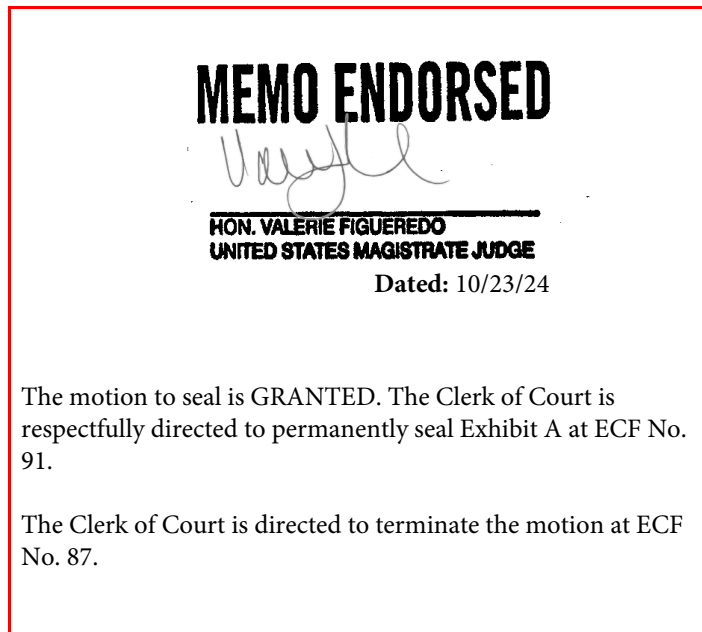 MEMO ENDORSED
HON. VALERIE FIGUEREDO
UNITED STATES MAGISTRATE JUDGE
Dated: 10/23/24
The motion to seal is GRANTED. The Clerk of Court is
respectfully directed to permanently seal Exhibit A at ECF No.
91.
The Clerk of Court is directed to terminate the motion at ECF
No. 87.